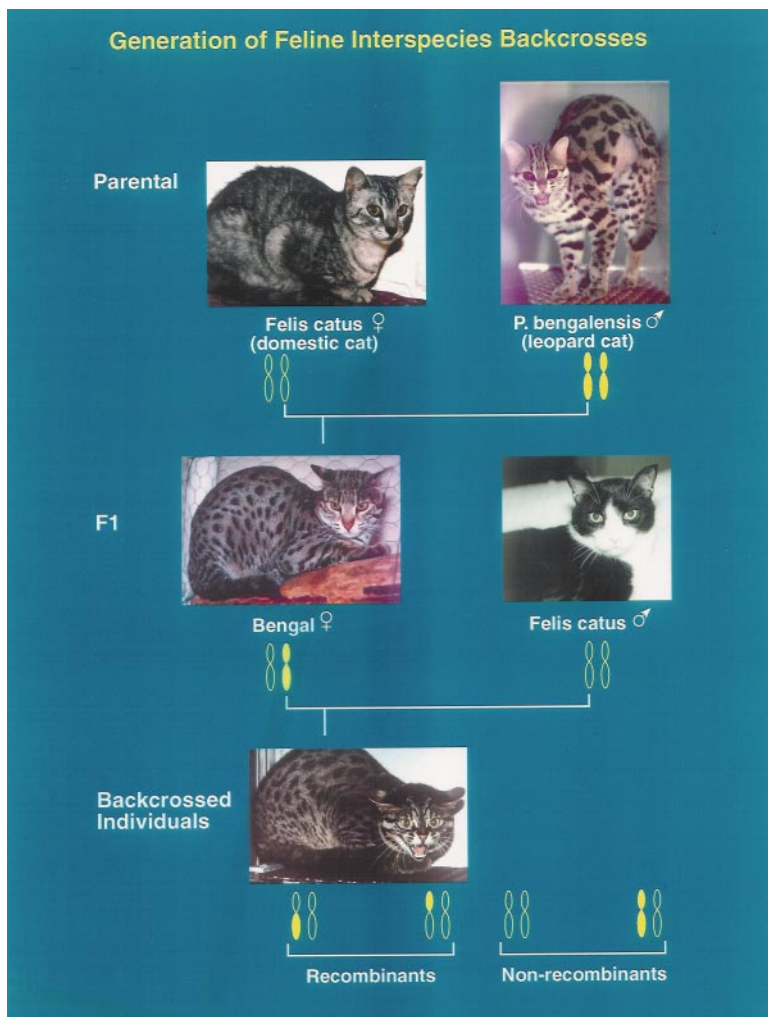 Generation of Feline Interspecies Backcrosses
Parental
Felis catus ♀
(domestic cat)
P. bengalensis ♂
(leopard cat)
F1
Bengal ♀
Felis catus ♂
Backcrossed
Individuals
Recombinants
Non-recombinants